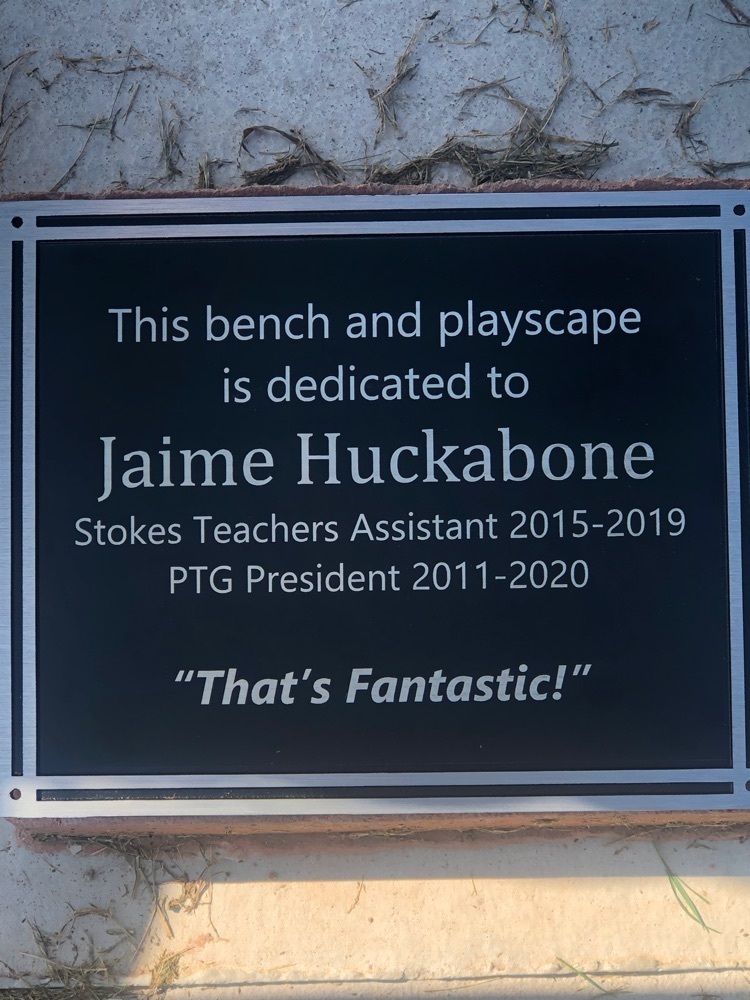 This bench and playscape
is dedicated to
Jaime Huckabone
Stokes Teachers Assistant 2015-2019
PTG President 2011-2020
“That’s Fantastic!”